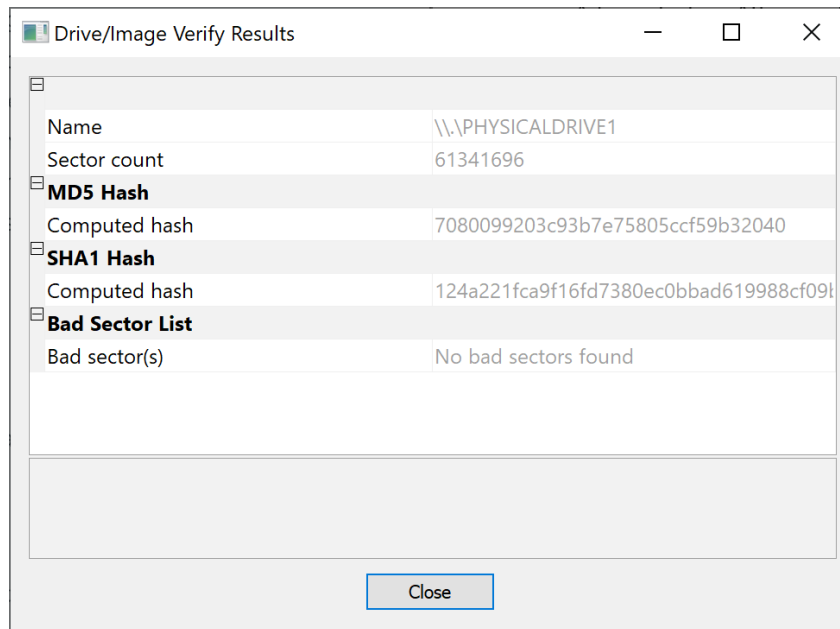 Drive/Image Verify Results
Name \\.\PHYSICALDRIVE1
Sector count 61341696
MD5 Hash
Computed hash 7080099203c93b7e75805ccf59b32040
SHA1 Hash
Computed hash 124a221fca9f16fd7380ec0bbad619988cf09b
Bad Sector List
Bad sector(s) No bad sectors found
Close